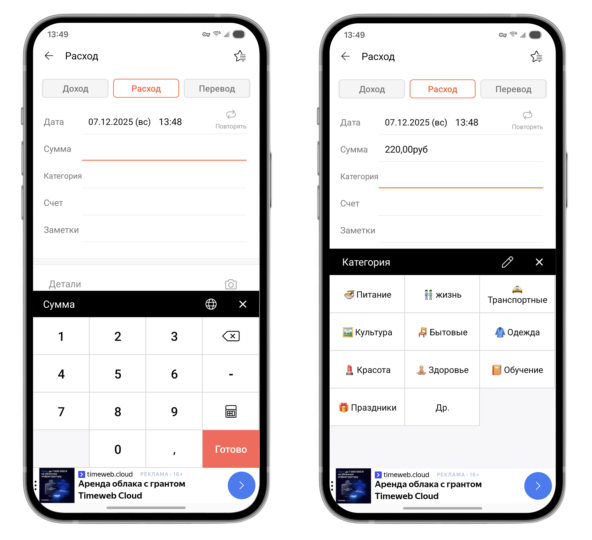 13:49
Расход
Доход Расход Перевод
Дата 07.12.2025 (вс) 13:48 Повторять
Сумма
Категория
Счет
Заметки
Детали
Сумма
1 2 3
4 5 6 -
7 8 9
0 , Готово
timeweb.cloud РЕКЛАМА • 16+
Аренда облака с грантом
Timeweb Cloud
13:49
Расход
Доход Расход Перевод
Дата 07.12.2025 (вс) 13:48 Повторять
Сумма 220,00руб
Категория
Счет
Заметки
Категория
Питание жизнь Транспортные
Культура Бытовые Одежда
Красота Здоровье Обучение
Праздники Др.
timeweb.cloud РЕКЛАМА • 16+
Аренда облака с грантом
Timeweb Cloud